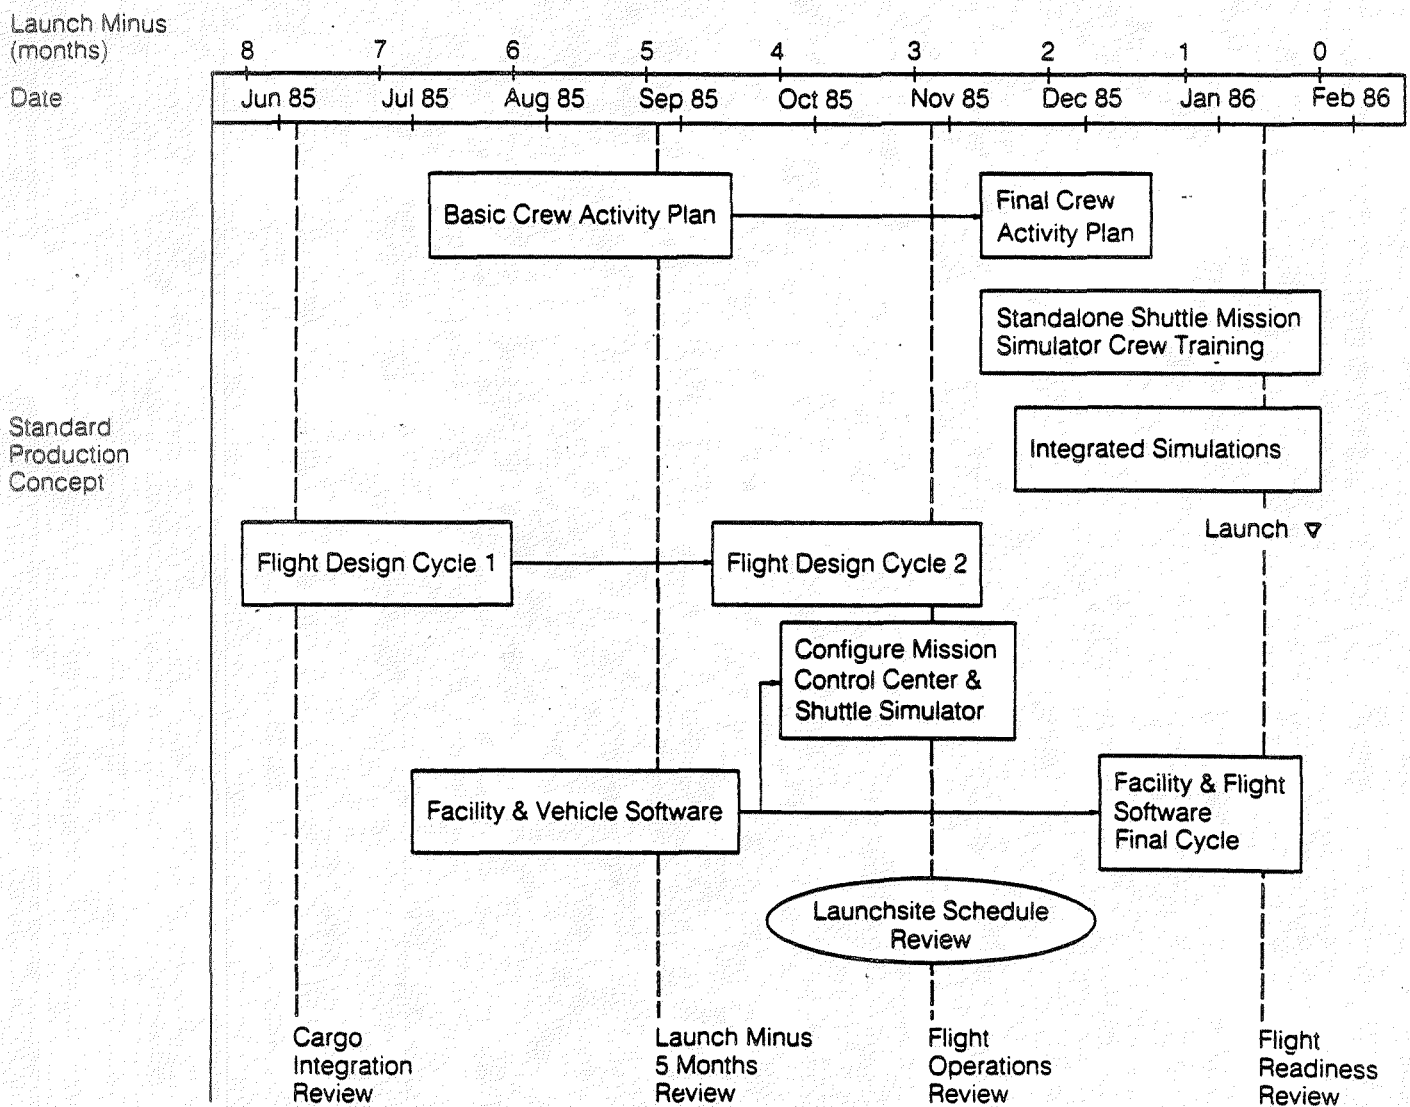 Launch Minus
(months)
8 7 6 5 4 3 2 1 0
Date
Jun 85 Jul 85 Aug 85 Sep 85 Oct 85 Nov 85 Dec 85 Jan 86 Feb 86
Basic Crew Activity Plan
Final Crew
Activity Plan
Standalone Shuttle Mission
Simulator Crew Training
Standard
Production
Concept
Integrated Simulations
Launch
Flight Design Cycle 1
Flight Design Cycle 2
Configure Mission
Control Center &
Shuttle Simulator
Facility & Vehicle Software
Facility & Flight
Software
Final Cycle
Launchsite Schedule
Review
Cargo
Integration
Review
Launch Minus
5 Months
Review
Flight
Operations
Review
Flight
Readiness
Review